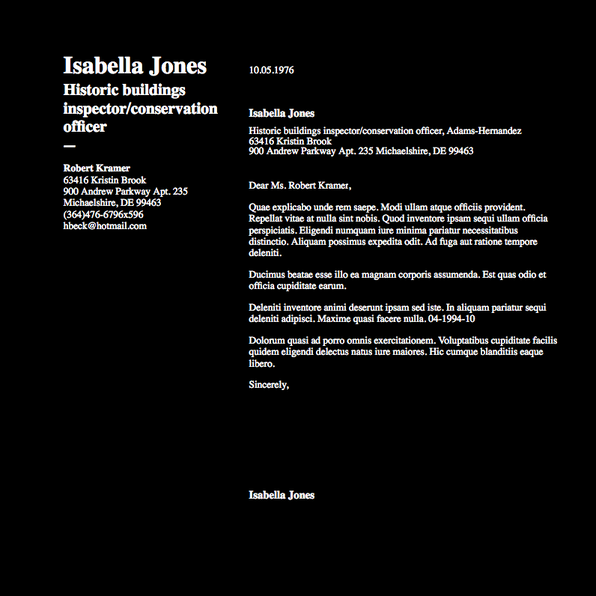 Isabella Jones
Historic buildings
inspector/conservation
officer
Robert Kramer
63416 Kristin Brook
900 Andrew Parkway Apt. 235
Michaelshire, DE 99463
(364)476-6796x596
hbeck@hotmail.com
10.05.1976
Isabella Jones
Historic buildings inspector/conservation officer, Adams-Hernandez
63416 Kristin Brook
900 Andrew Parkway Apt. 235 Michaelshire, DE 99463
Dear Ms. Robert Kramer,
Quae explicabo unde rem saepe. Modi ullam atque officiis provident.
Repellat vitae at nulla sint nobis. Quod inventore ipsam sequi ullam officia
perspiciatis. Eligendi numquam iure minima pariatur necessitatibus
distinctio. Aliquam possimus expedita odit. Ad fuga aut ratione tempore
deleniti.
Ducimus beatae esse illo ea magnam corporis assumenda. Est quas odio et
officia cupiditate earum.
Deleniti inventore animi deserunt ipsam sed iste. In aliquam pariatur sequi
deleniti adipisci. Maxime quasi facere nulla. 04-1994-10
Dolorum quasi ad porro omnis exercitationem. Voluptatibus cupiditate facilis
quidem eligendi delectus natus iure maiores. Hic cumque blanditiis eaque
libero.
Sincerely,
Isabella Jones